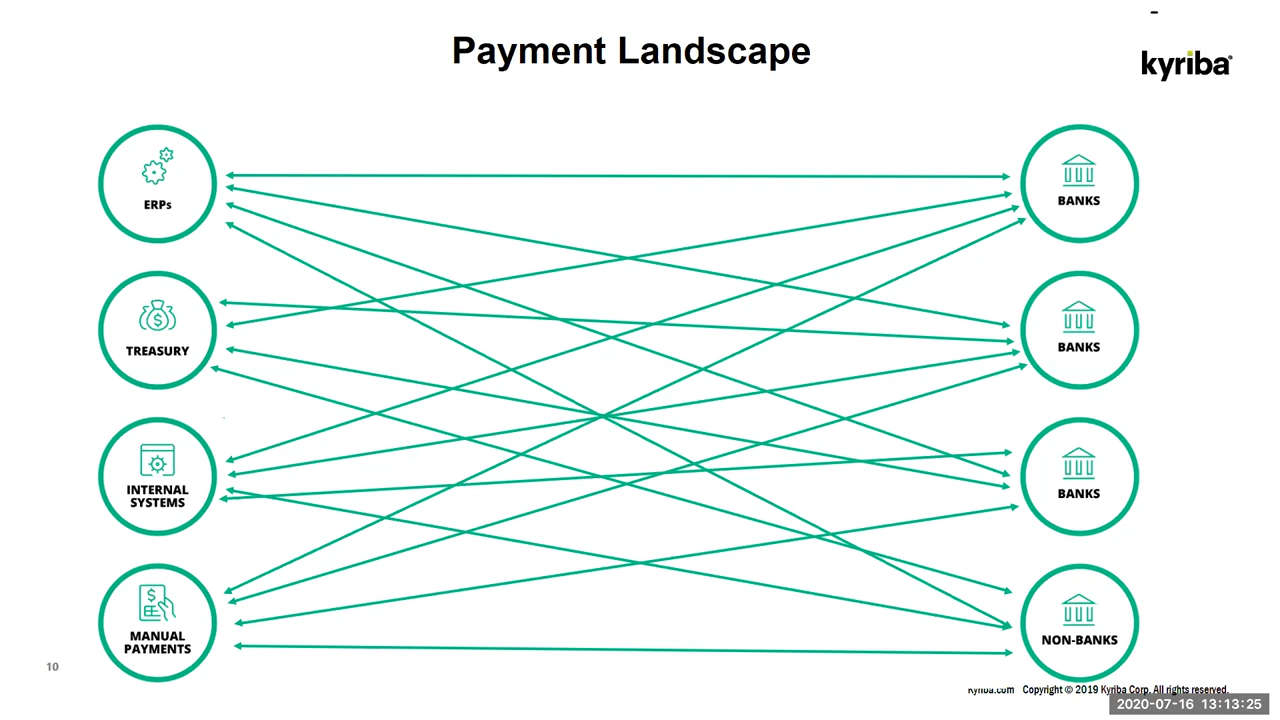 Payment Landscape
kyriba
ERPs
BANKS
TREASURY
BANKS
INTERNAL
SYSTEMS
BANKS
MANUAL
PAYMENTS
NON-BANKS
10
kyriba.com Copyright © 2019 Kyriba Corp. All rights reserved.
2020-07-16 13:13:25